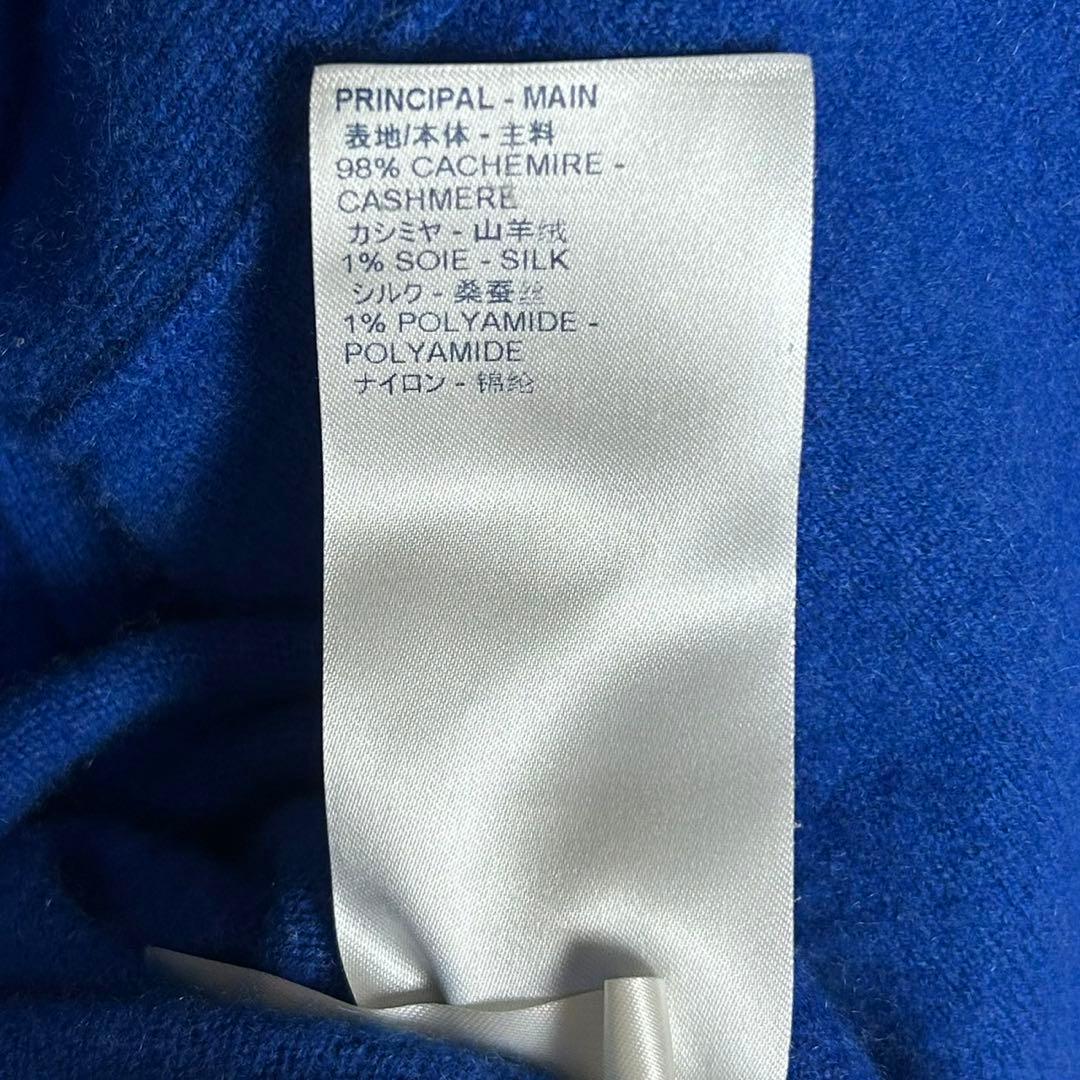 PRINCIPAL - MAIN
表地/本体 - 主料
98% CACHEMIRE -
CASHMERE
カシミヤ - 山羊绒
1% SOIE - SILK
シルク - 桑蚕丝
1% POLYAMIDE -
POLYAMIDE
ナイロン - 锦纶